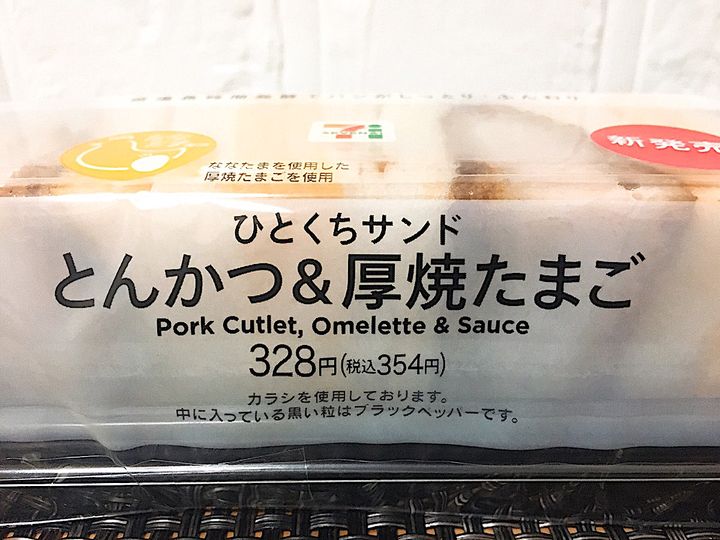 新発売
ななたまを使用した
厚焼たまごを使用
ひとくちサンド
とんかつ&厚焼たまご
Pork Cutlet, Omelette & Sauce
328円(税込354円)
カラシを使用しております。
中に入っている黒い粒はブラックペッパーです。